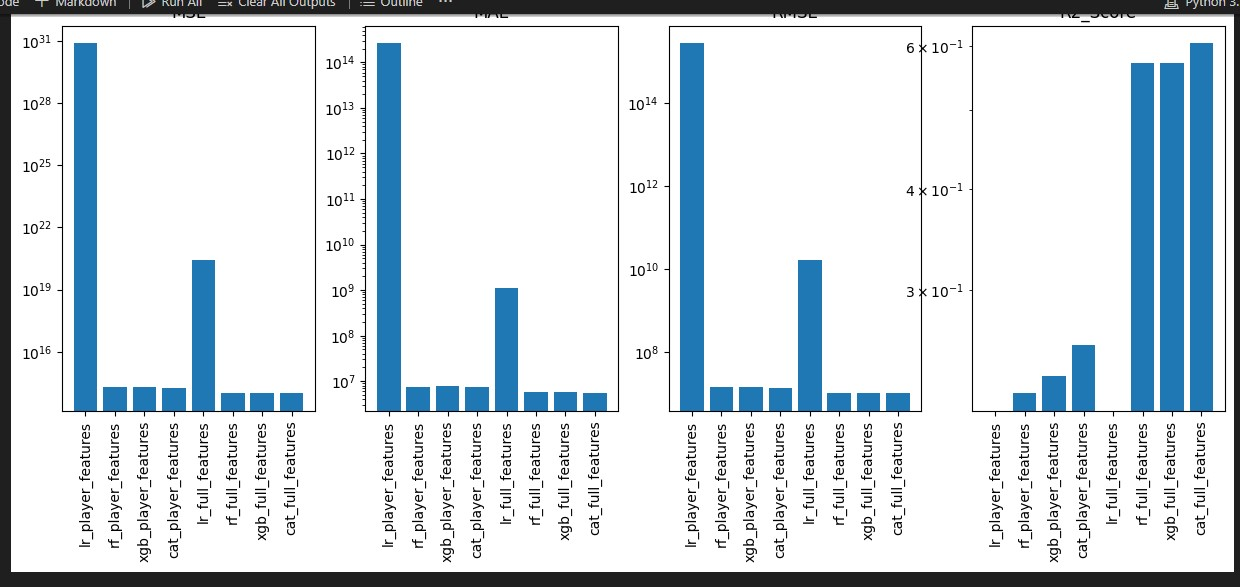 ode + Markdown Run All Clear All Outputs Outline ... Python 3.
MSE MAE RMSE R2_Score
10^31
10^28
10^25
10^22
10^19
10^16
lr_player_features
rf_player_features
xgb_player_features
cat_player_features
lr_full_features
rf_full_features
xgb_full_features
cat_full_features
10^14
10^13
10^12
10^11
10^10
10^9
10^8
10^7
lr_player_features
rf_player_features
xgb_player_features
cat_player_features
lr_full_features
rf_full_features
xgb_full_features
cat_full_features
10^14
10^12
10^10
10^8
lr_player_features
rf_player_features
xgb_player_features
cat_player_features
lr_full_features
rf_full_features
xgb_full_features
cat_full_features
6 × 10^-1
4 × 10^-1
3 × 10^-1
lr_player_features
rf_player_features
xgb_player_features
cat_player_features
lr_full_features
rf_full_features
xgb_full_features
cat_full_features